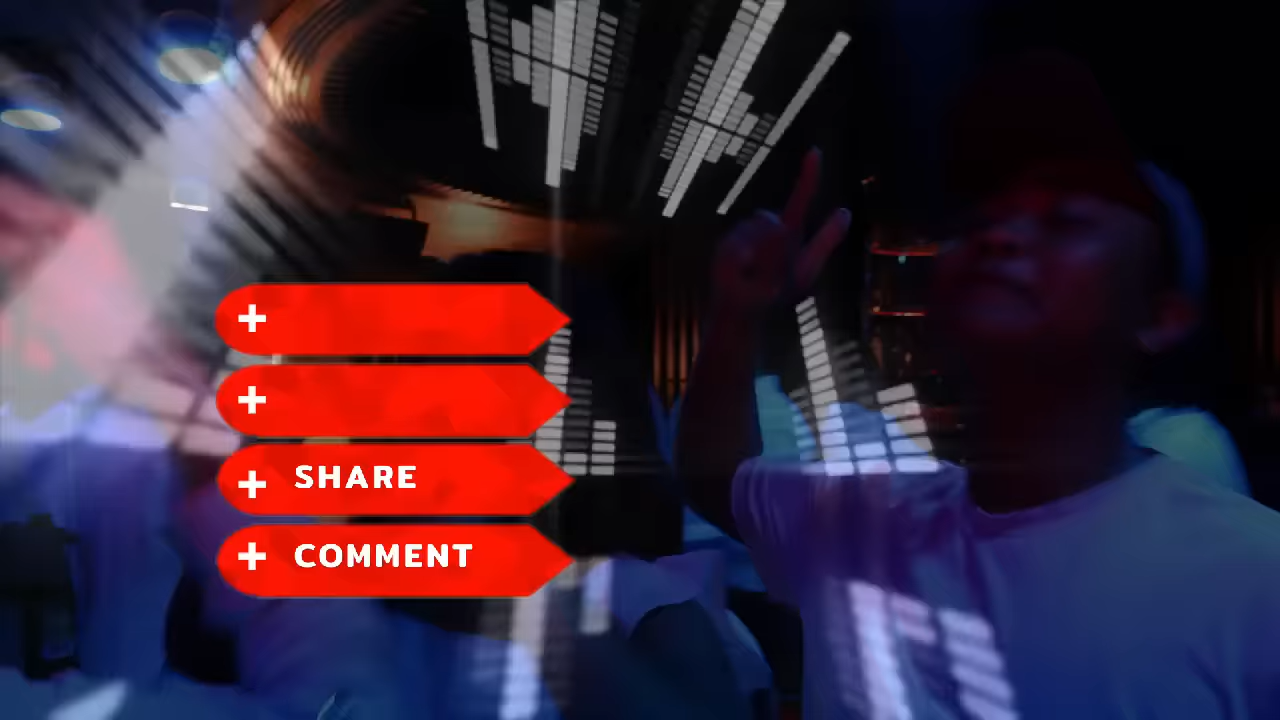 +
+
+ SHARE
+ COMMENT